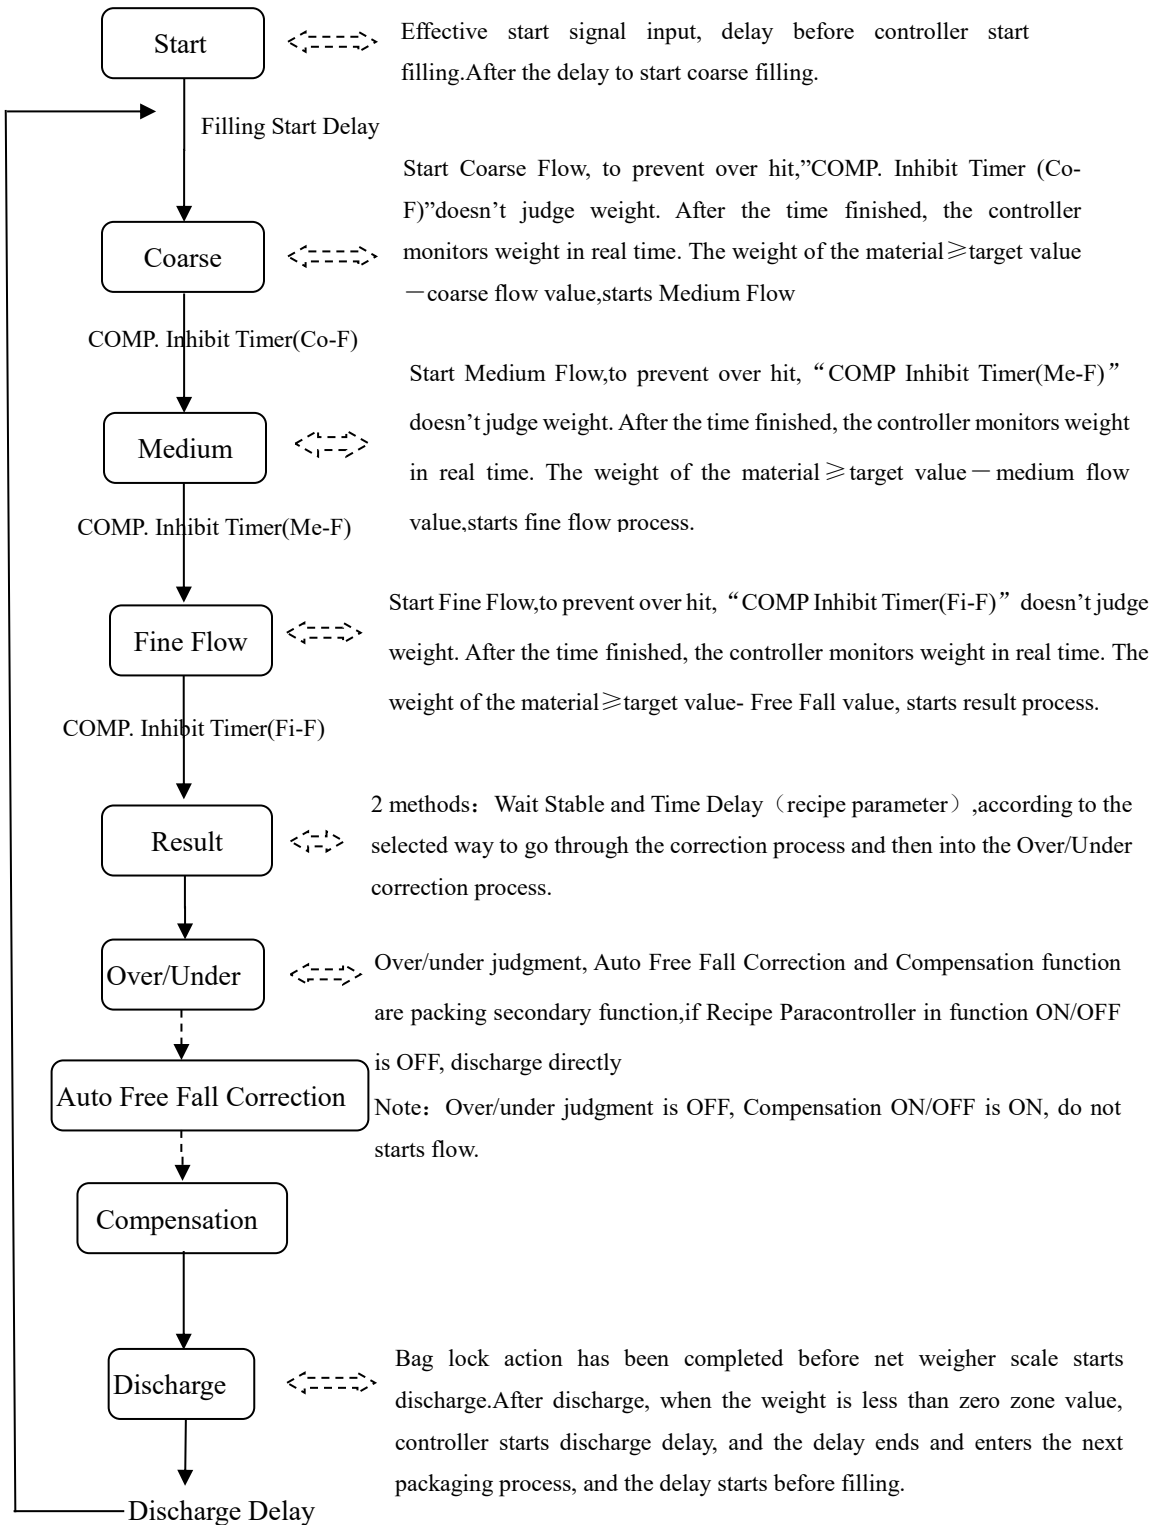 Start
Effective start signal input, delay before controller start
filling.After the delay to start coarse filling.
Filling Start Delay
Start Coarse Flow, to prevent over hit,”COMP. Inhibit Timer (Co-
F)”doesn’t judge weight. After the time finished, the controller
monitors weight in real time. The weight of the material≥target value
—coarse flow value,starts Medium Flow
Coarse
COMP. Inhibit Timer(Co-F)
Start Medium Flow,to prevent over hit, “COMP Inhibit Timer(Me-F)”
doesn’t judge weight. After the time finished, the controller monitors weight
in real time. The weight of the material≥target value—medium flow
value,starts fine flow process.
Medium
COMP. Inhibit Timer(Me-F)
Start Fine Flow,to prevent over hit, “COMP Inhibit Timer(Fi-F)” doesn’t judge
weight. After the time finished, the controller monitors weight in real time. The
weight of the material≥target value- Free Fall value, starts result process.
Fine Flow
COMP. Inhibit Timer(Fi-F)
2 methods：Wait Stable and Time Delay（recipe parameter）,according to the
selected way to go through the correction process and then into the Over/Under
correction process.
Result
Over/Under
Over/under judgment, Auto Free Fall Correction and Compensation function
are packing secondary function,if Recipe Paracontroller in function ON/OFF
is OFF, discharge directly
Note：Over/under judgment is OFF, Compensation ON/OFF is ON, do not
starts flow.
Auto Free Fall Correction
Compensation
Discharge
Bag lock action has been completed before net weigher scale starts
discharge.After discharge, when the weight is less than zero zone value,
controller starts discharge delay, and the delay ends and enters the next
packaging process, and the delay starts before filling.
Discharge Delay